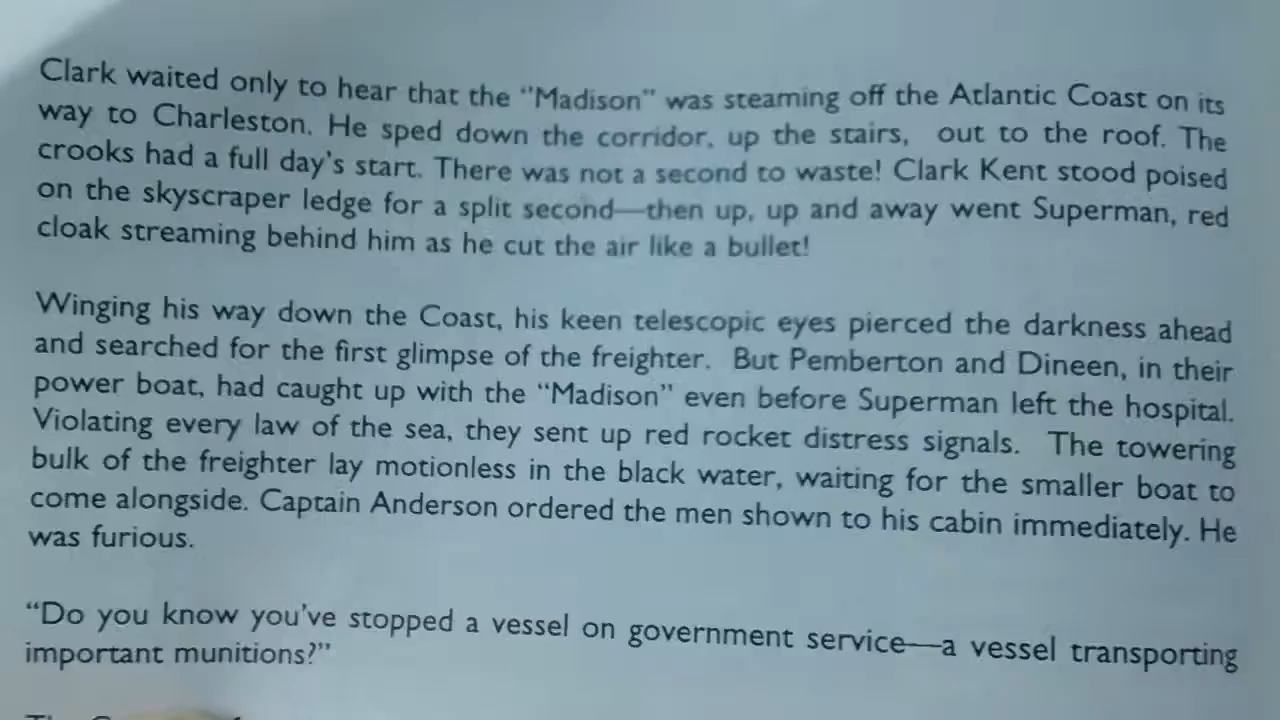 Clark waited only to hear that the "Madison" was steaming off the Atlantic Coast on its
way to Charleston. He sped down the corridor, up the stairs, out to the roof. The
crooks had a full day's start. There was not a second to waste! Clark Kent stood poised
on the skyscraper ledge for a split second—then up, up and away went Superman, red
cloak streaming behind him as he cut the air like a bullet!
Winging his way down the Coast, his keen telescopic eyes pierced the darkness ahead
and searched for the first glimpse of the freighter. But Pemberton and Dineen, in their
power boat, had caught up with the "Madison" even before Superman left the hospital.
Violating every law of the sea, they sent up red rocket distress signals. The towering
bulk of the freighter lay motionless in the black water, waiting for the smaller boat to
come alongside. Captain Anderson ordered the men shown to his cabin immediately. He
was furious.
"Do you know you've stopped a vessel on government service—a vessel transporting
important munitions?"